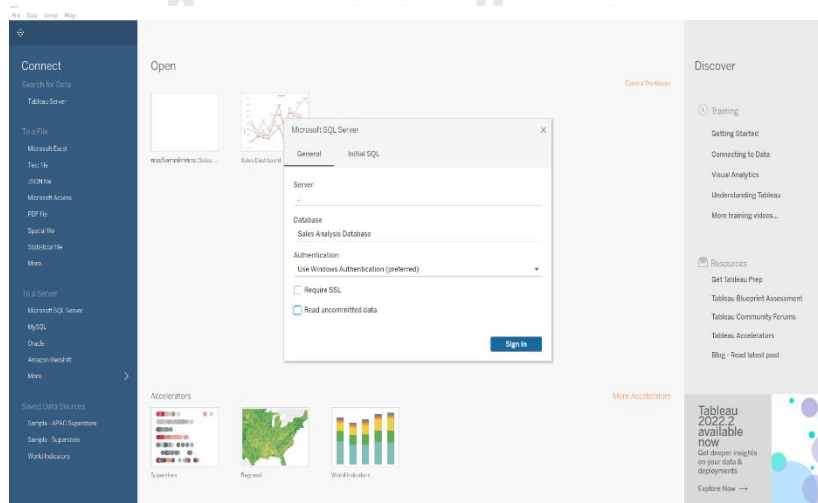 File Data Server Help
Connect
Search for Data
Tableau Server
To a File
Microsoft Excel
Text file
JSON file
Microsoft Access
PDF file
Spatial file
Statistical file
More...
To a Server
Microsoft SQL Server
MySQL
Oracle
Amazon Redshift
More...
Saved Data Sources
Sample - APAC Superstore
Sample - Superstore
World Indicators
Open
Open a Workbook
(Sales...
Sales Dashboard
Microsoft SQL Server
General Initial SQL
Server
.
Database
Sales Analysis Database
Authentication
Use Windows Authentication (preferred)
Require SSL
Read uncommitted data
Sign In
Accelerators
More Accelerators
Superstore
Regional
World Indicators
Discover
Training
Getting Started
Connecting to Data
Visual Analytics
Understanding Tableau
More training videos...
Resources
Get Tableau Prep
Tableau Blueprint Assessment
Tableau Community Forums
Tableau Accelerators
Blog - Read latest post
Tableau
2022.2
available
now
Get deeper insights
on your data &
deployments
Explore Now →